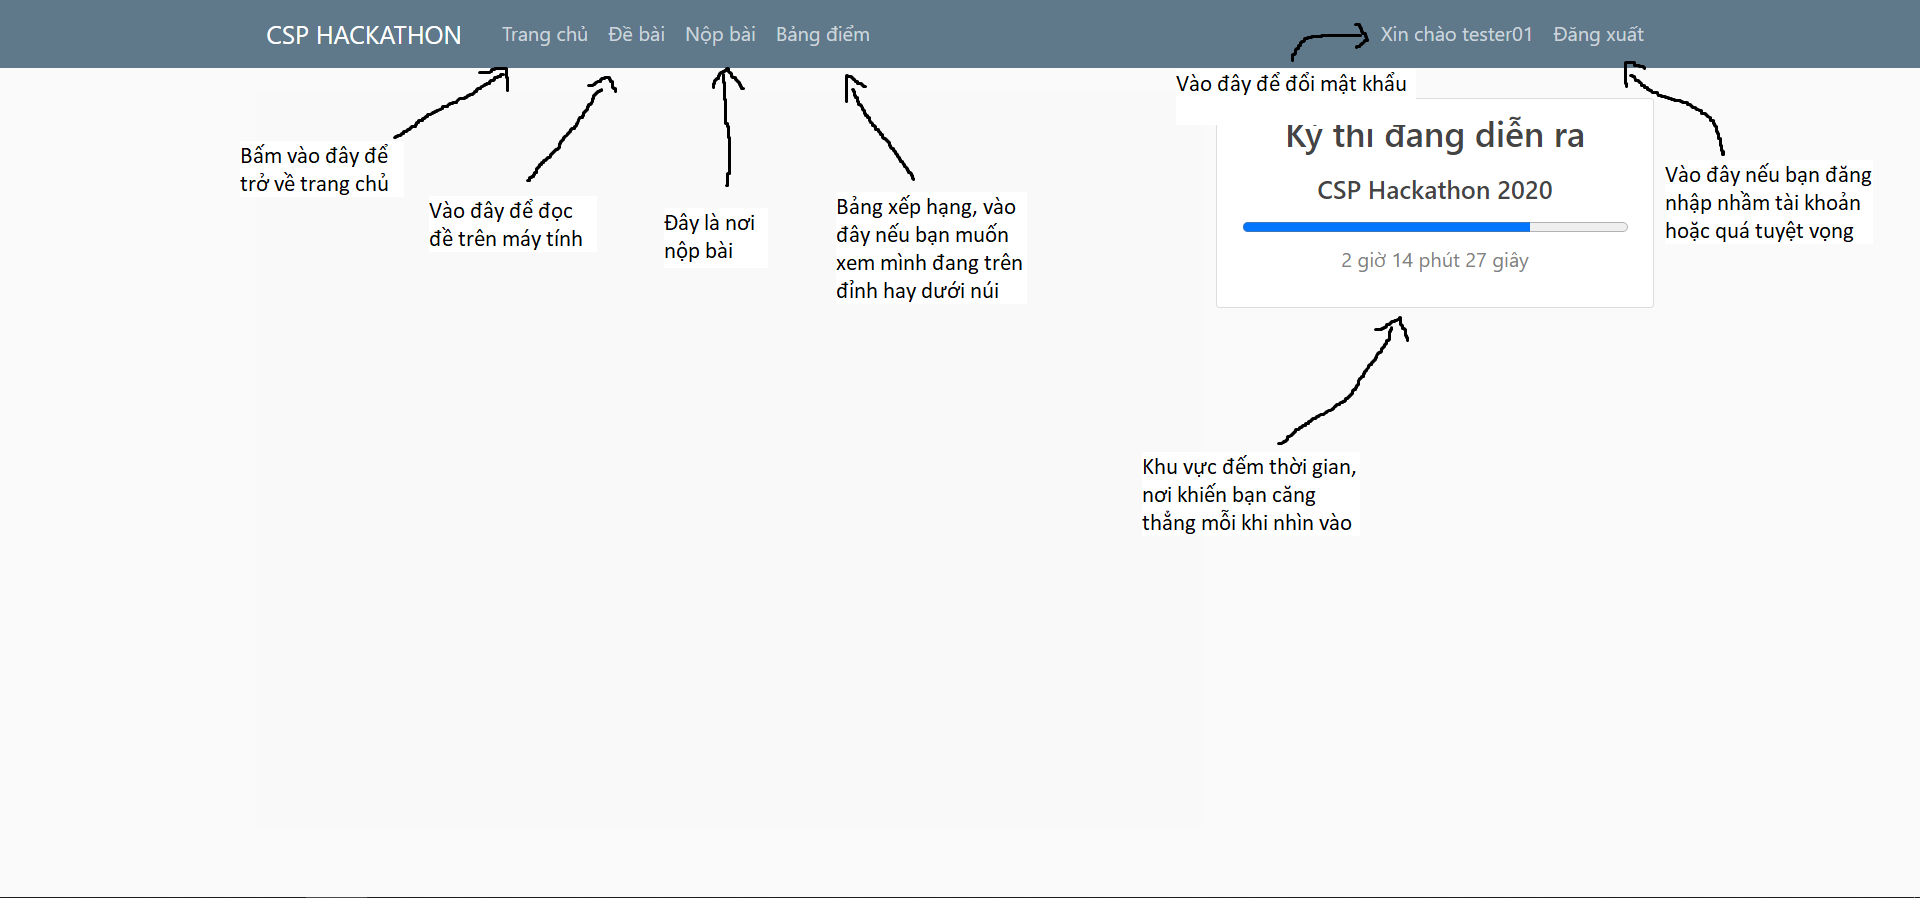 CSP HACKATHON Trang chủ Đề bài Nộp bài Bảng điểm Xin chào tester01 Đăng xuất
Vào đây để đổi mật khẩu
Kỳ thi đang diễn ra
CSP Hackathon 2020
2 giờ 14 phút 27 giây
Bấm vào đây để
trở về trang chủ
Vào đây để đọc
đề trên máy tính
Đây là nơi
nộp bài
Bảng xếp hạng, vào
đây nếu bạn muốn
xem mình đang trên
đỉnh hay dưới núi
Vào đây nếu bạn đăng
nhập nhầm tài khoản
hoặc quá tuyệt vọng
Khu vực đếm thời gian,
nơi khiến bạn căng
thẳng mỗi khi nhìn vào